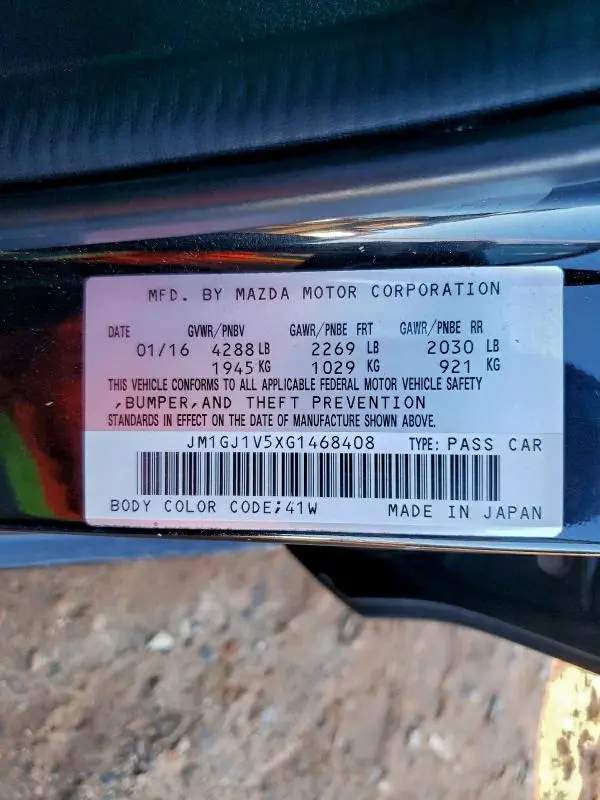 MFD. BY MAZDA MOTOR CORPORATION
DATE GVWR/PNBV GAWR/PNBE FRT GAWR/PNBE RR
01/16 4288 LB 2269 LB 2030 LB
1945 KG 1029 KG 921 KG
THIS VEHICLE CONFORMS TO ALL APPLICABLE FEDERAL MOTOR VEHICLE SAFETY
,BUMPER,AND THEFT PREVENTION
STANDARDS IN EFFECT ON THE DATE OF MANUFACTURE SHOWN ABOVE.
JM1GJ1V5XG1468408 TYPE: PASS CAR
BODY COLOR CODE;41W MADE IN JAPAN